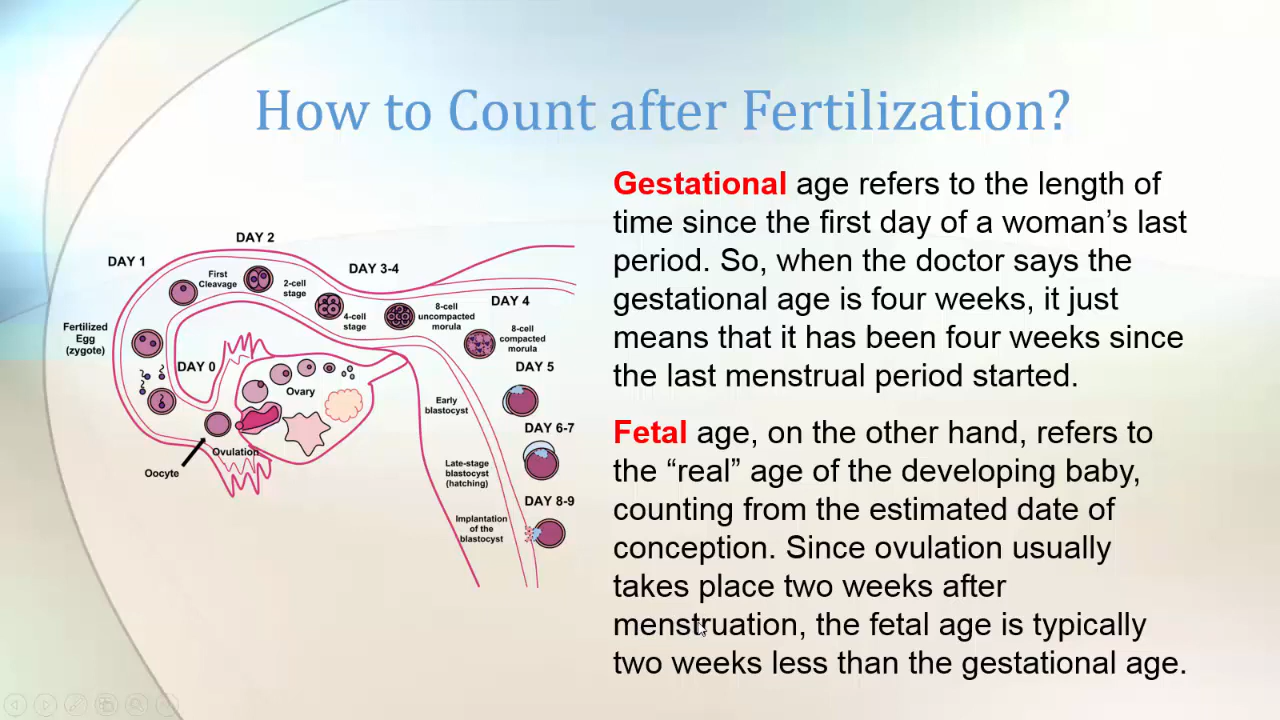 How to Count after Fertilization?
DAY 2
DAY 1
DAY 3-4
First
Cleavage
2-cell
stage
DAY 4
4-cell
stage
8-cell
uncompacted
morula
Fertilized
Egg
(zygote)
8-cell
compacted
morula
DAY 0
DAY 5
Ovary
Early
blastocyst
DAY 6-7
Ovulation
Oocyte
Late-stage
blastocyst
(hatching)
DAY 8-9
Implantation
of the
blastocyst
Gestational age refers to the length of
time since the first day of a woman’s last
period. So, when the doctor says the
gestational age is four weeks, it just
means that it has been four weeks since
the last menstrual period started.
Fetal age, on the other hand, refers to
the “real” age of the developing baby,
counting from the estimated date of
conception. Since ovulation usually
takes place two weeks after
menstruation, the fetal age is typically
two weeks less than the gestational age.